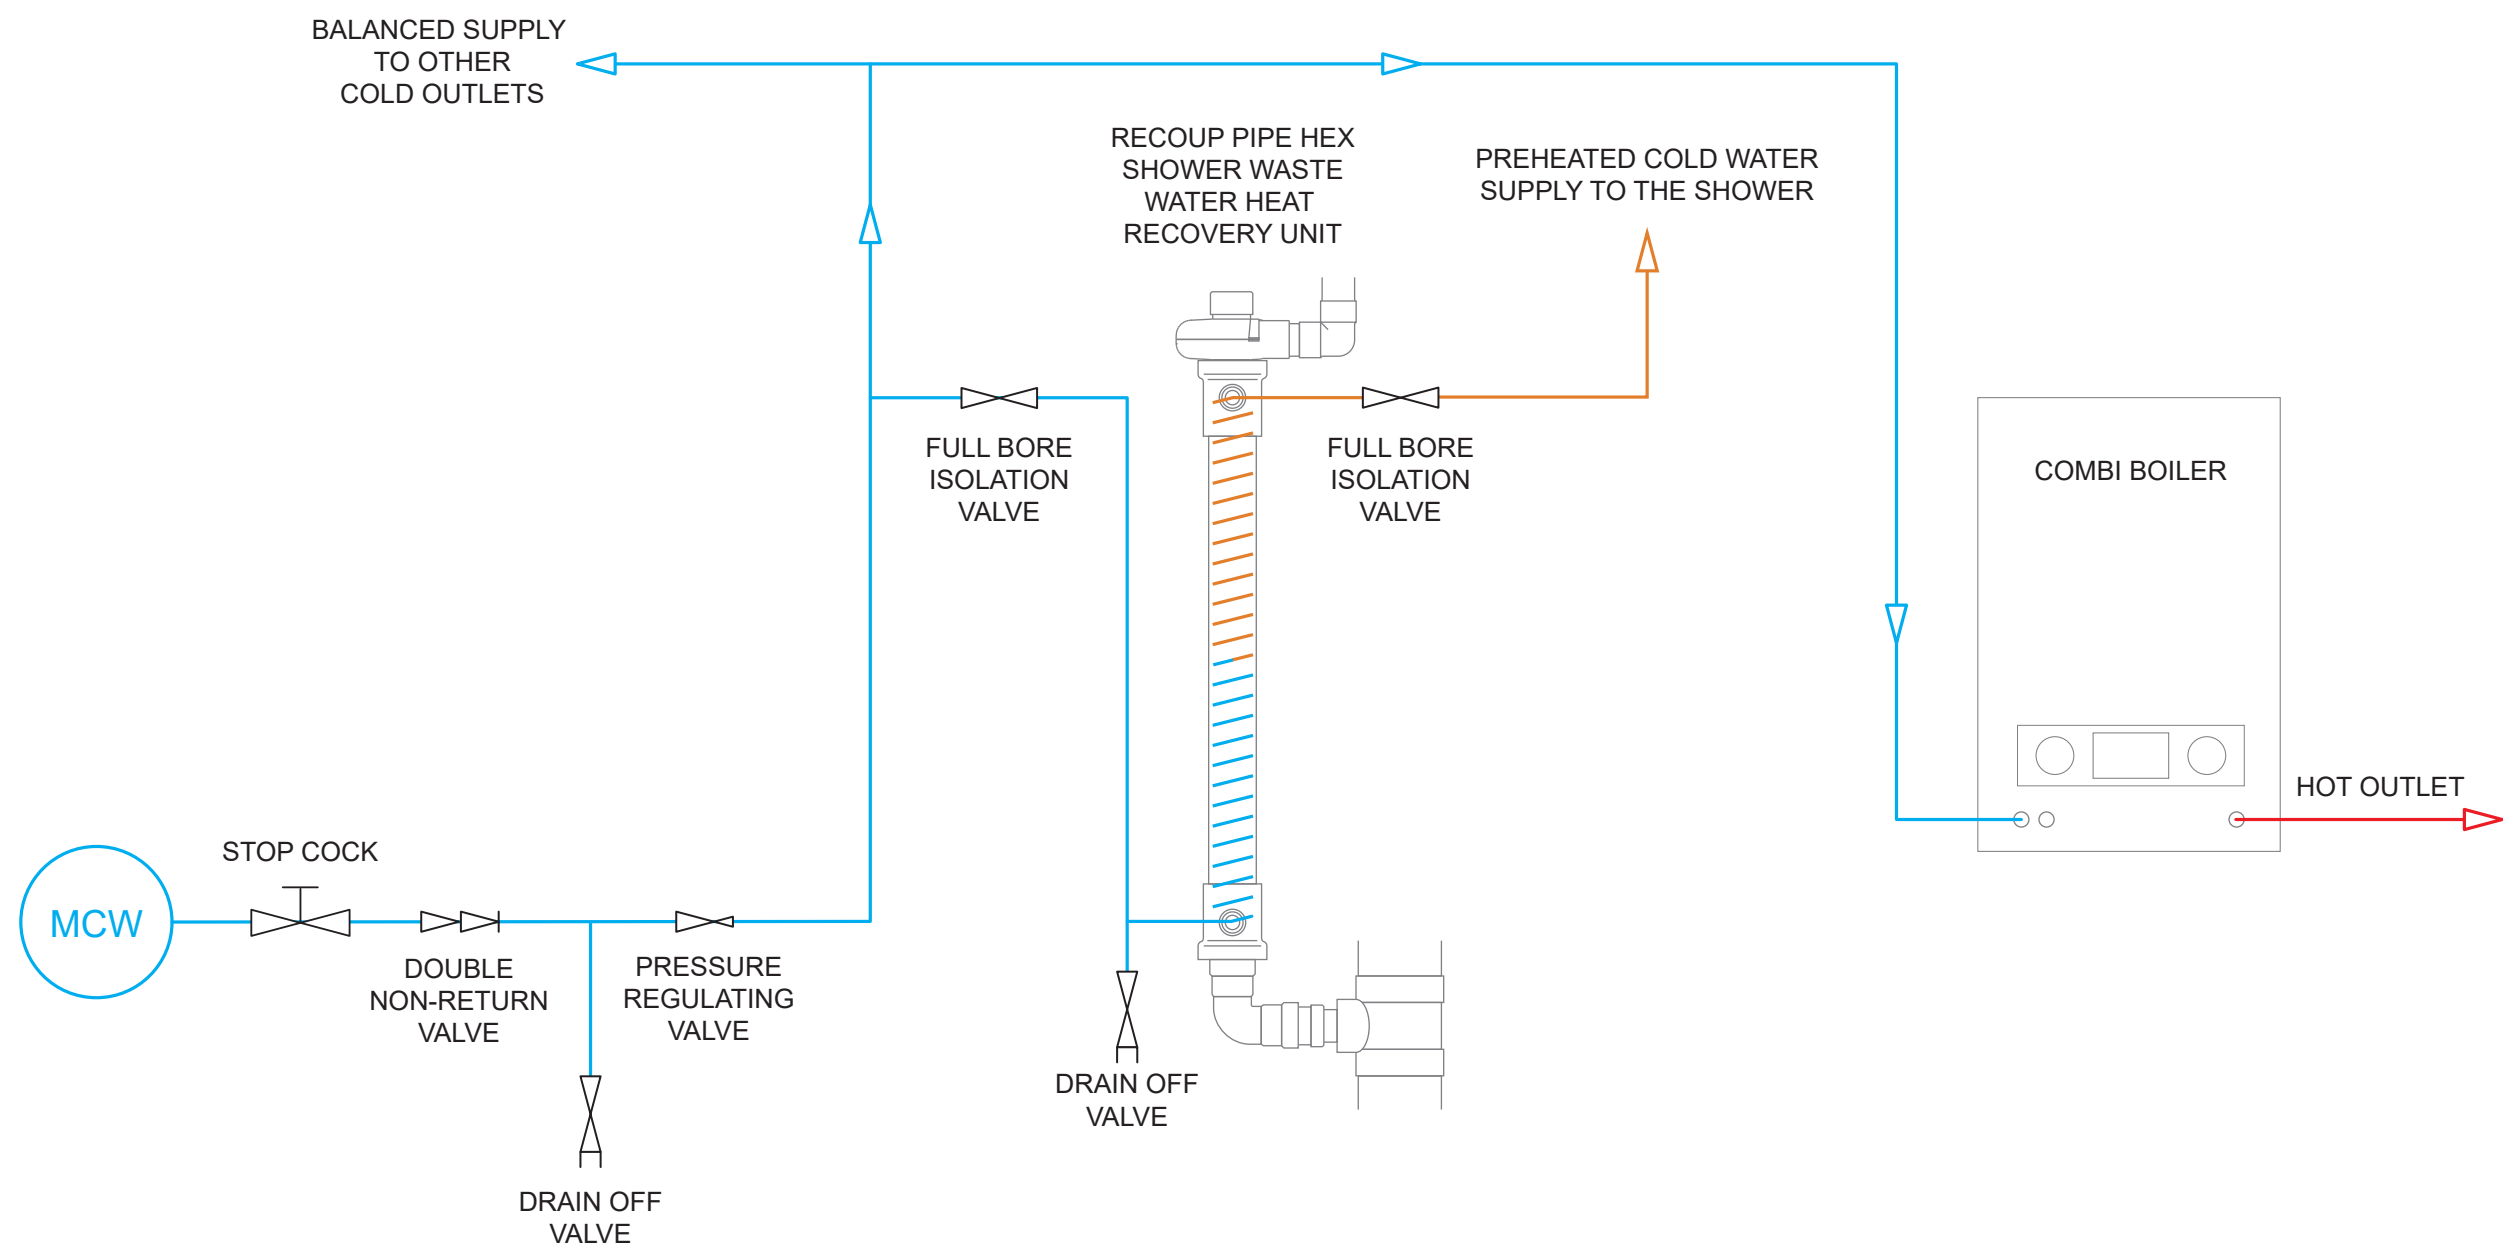 BALANCED SUPPLY
TO OTHER
COLD OUTLETS
RECOUP PIPE HEX
SHOWER WASTE
WATER HEAT
RECOVERY UNIT
PREHEATED COLD WATER
SUPPLY TO THE SHOWER
FULL BORE
ISOLATION
VALVE
FULL BORE
ISOLATION
VALVE
COMBI BOILER
HOT OUTLET
STOP COCK
MCW
DOUBLE
NON-RETURN
VALVE
PRESSURE
REGULATING
VALVE
DRAIN OFF
VALVE
DRAIN OFF
VALVE